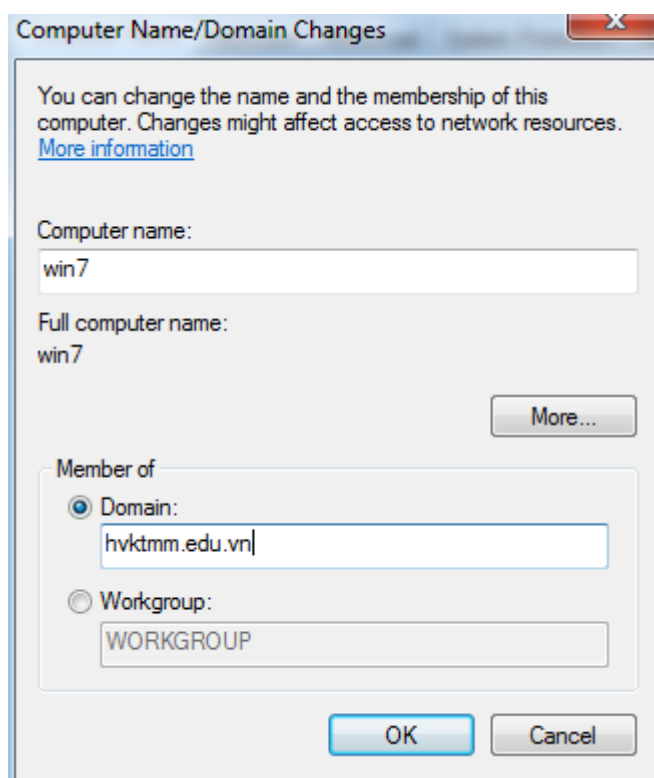 Computer Name/Domain Changes
You can change the name and the membership of this
computer. Changes might affect access to network resources.
More information
Computer name:
win7
Full computer name:
win7
More...
Member of
Domain:
hvktmm.edu.vn
Workgroup:
WORKGROUP
OK
Cancel